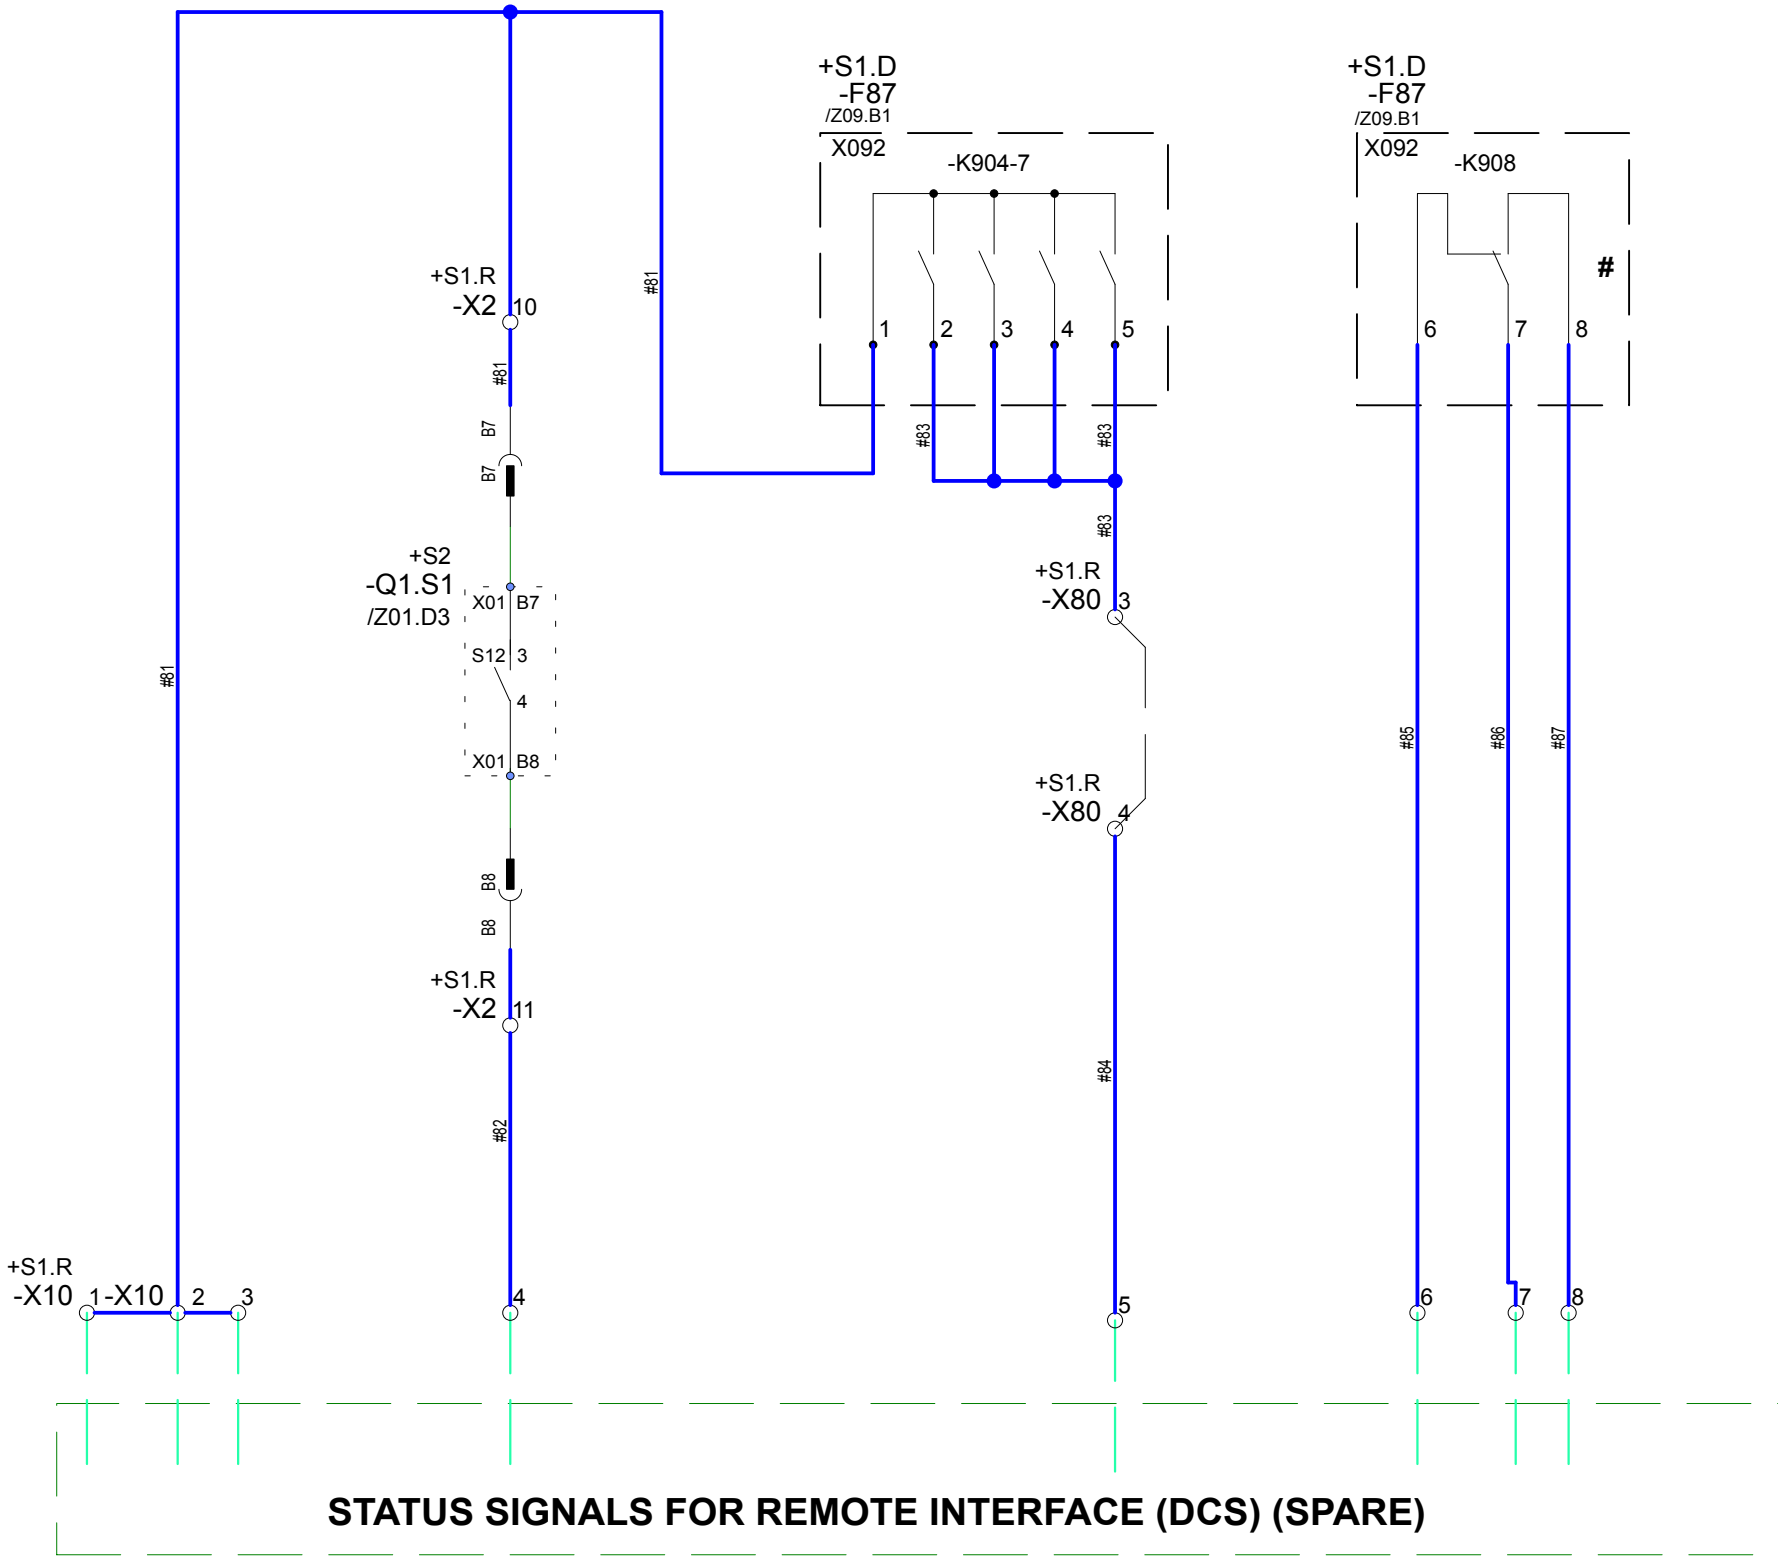 +S1.D
-F87
/Z09.B1
X092
-K904-7
1 2 3 4 5
+S1.D
-F87
/Z09.B1
X092
-K908
#
6 7 8
+S1.R
-X2 10
#81
#81
B7
B7
#83
#83
#83
+S2
-Q1.S1
/Z01.D3
X01 B7
S12 3
4
X01 B8
+S1.R
-X80 3
#81
#85
#86
#87
+S1.R
-X80 4
B8
B8
+S1.R
-X2 11
#84
#82
+S1.R
-X10 1 -X10 2 3 4 5 6 7 8
STATUS SIGNALS FOR REMOTE INTERFACE (DCS) (SPARE)